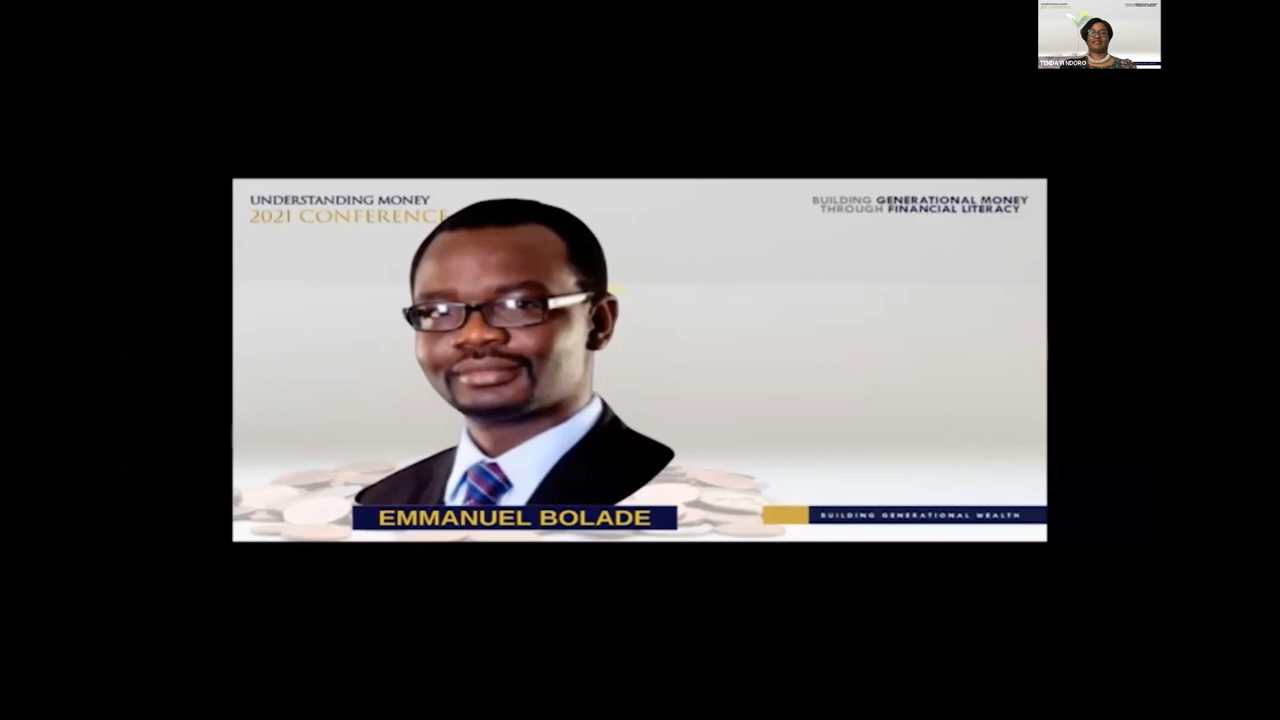 TENDAYI NDORO
UNDERSTANDING MONEY
2021 CONFERENCE
BUILDING GENERATIONAL MONEY
THROUGH FINANCIAL LITERACY
EMMANUEL BOLADE
BUILDING GENERATIONAL WEALTH